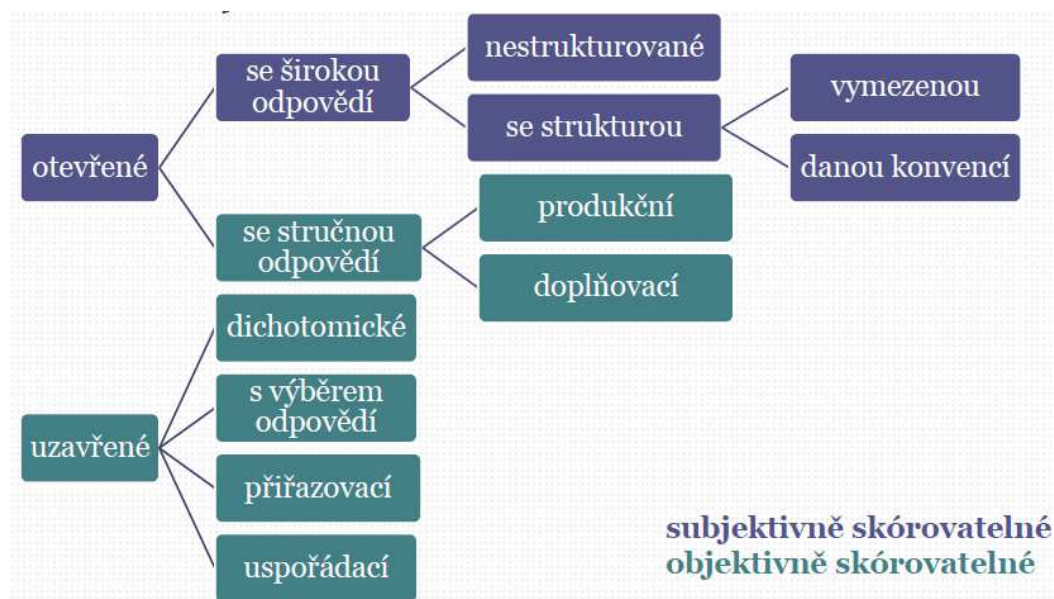 otevřené
se širokou
odpovědí
nestrukturované
se strukturou
vymezenou
danou konvencí
se stručnou
odpovědí
produkční
doplňovací
uzavřené
dichotomické
s výběrem
odpovědí
přiřazovací
uspořádací
subjektivně skórovatelné
objektivně skórovatelné